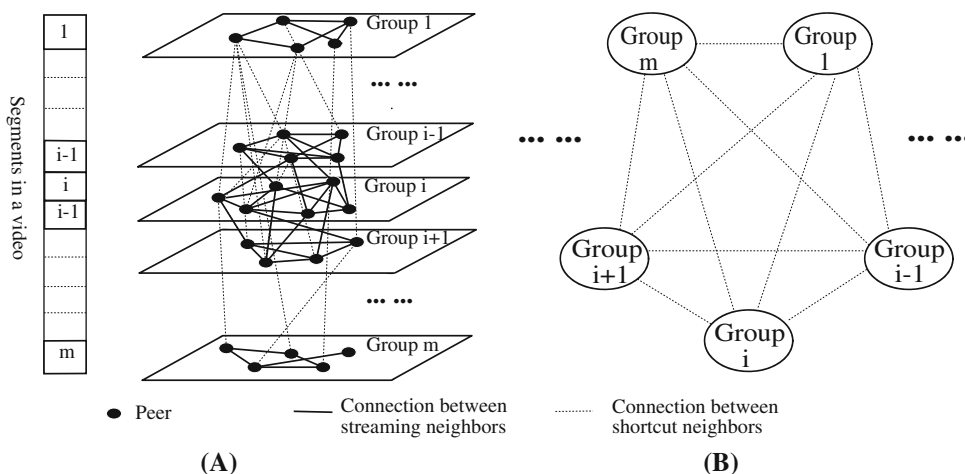 Segments in a video
1
i-1
i
i-1
m
Group 1
... ...
.
Group i-1
Group i
Group i+1
... ...
Group m
Group
m
Group
1
... ...
... ...
Group
i+1
Group
i-1
Group
i
Peer
Connection between
streaming neighbors
Connection between
shortcut neighbors
(A)
(B)